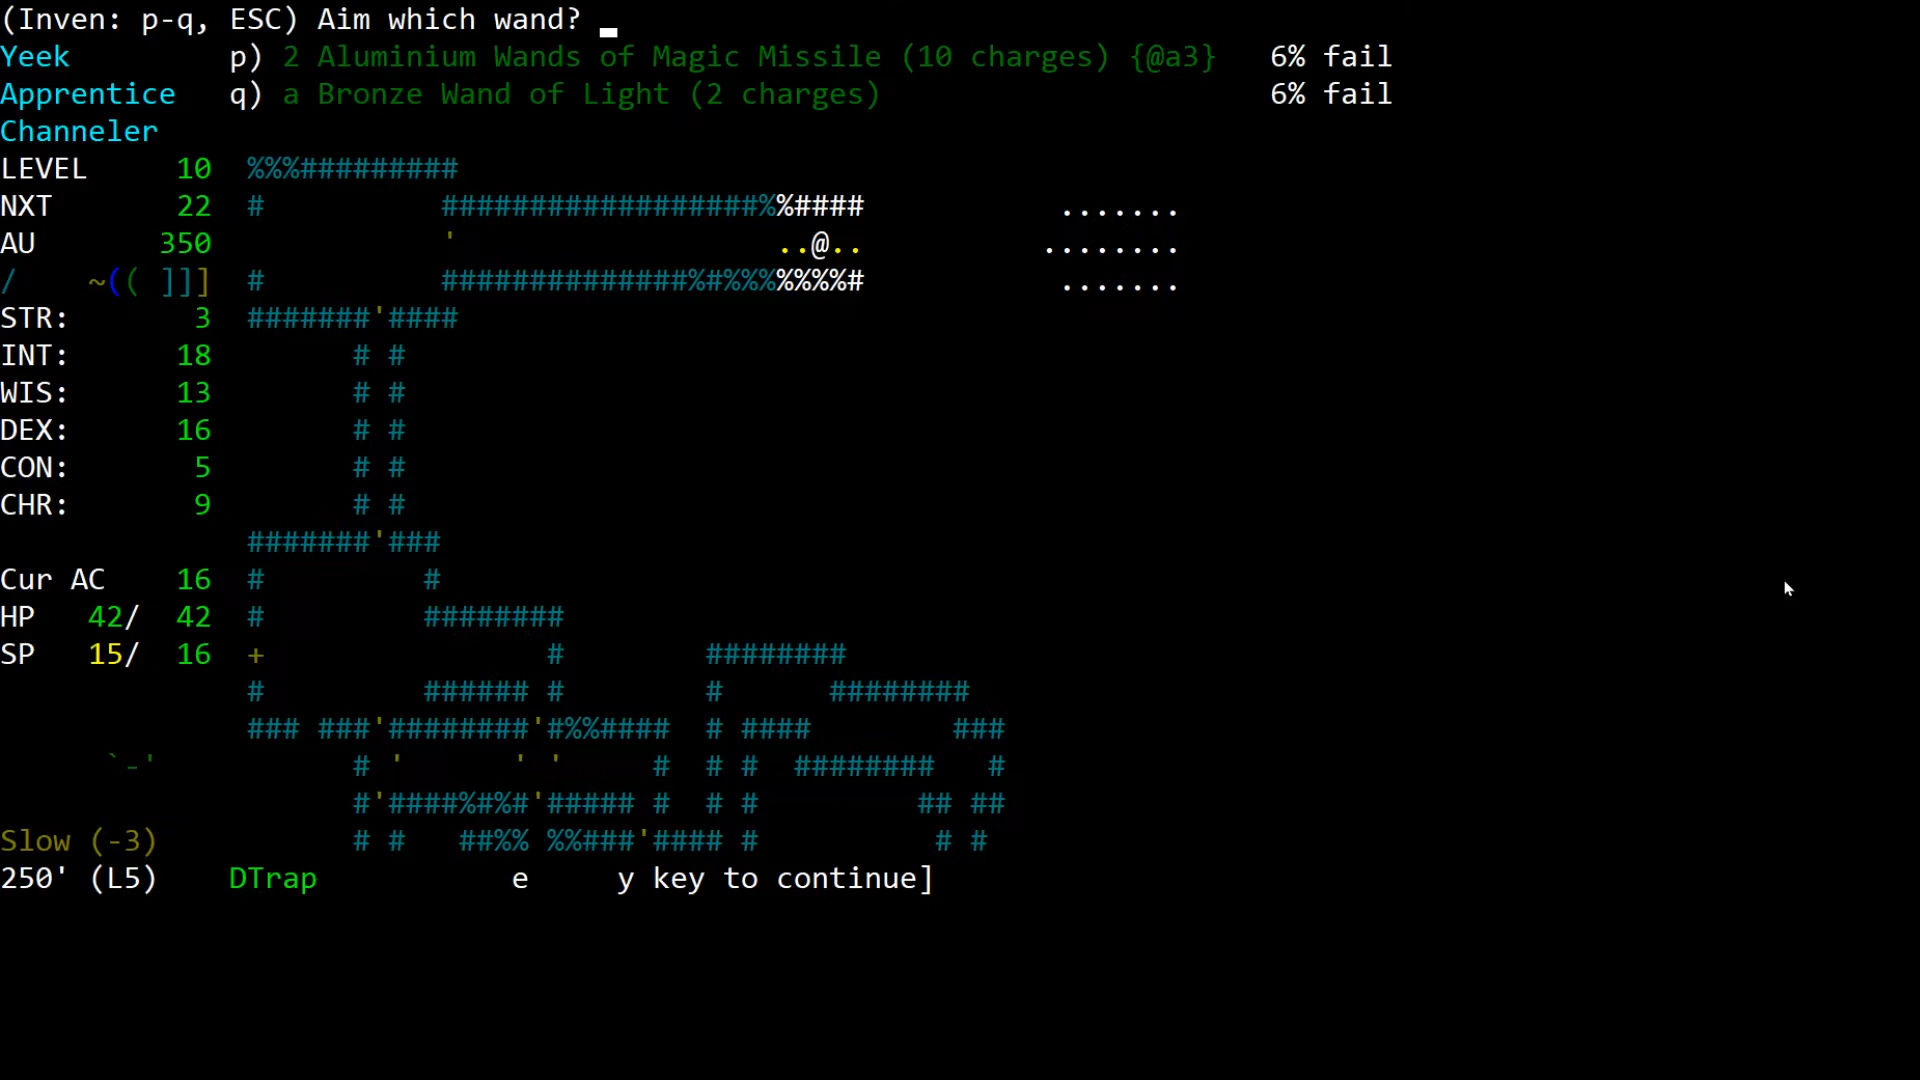 (Inven: p-q, ESC) Aim which wand? _
Yeek         p) 2 Aluminium Wands of Magic Missile (10 charges) {@a3}   6% fail
Apprentice   q) a Bronze Wand of Light (2 charges)                      6% fail
Channeler
LEVEL     10  %%%#########
NXT       22  #          ##################%%####           .......
AU       350             '                  ..@..          ........
/    ~(( ]]]  #          ##############%#%%%%%%%#           .......
STR:       3  #######'####
INT:      18        # #
WIS:      13        # #
DEX:      16        # #
CON:       5        # #
CHR:       9        # #
              #######'###
Cur AC    16  #         #
HP   42/  42  #         ########
SP   15/  16  +                #        ########
              #         ###### #        #      ########
              ### ###'########'#%%####  # ####        ###
      `-'           # '      ' '     #  # #  ########   #
                    #'####%#%#'##### #  # #         ## ##
Slow (-3)           # #   ##%% %%###'#### #          # #
250' (L5)    DTrap           e     y key to continue]